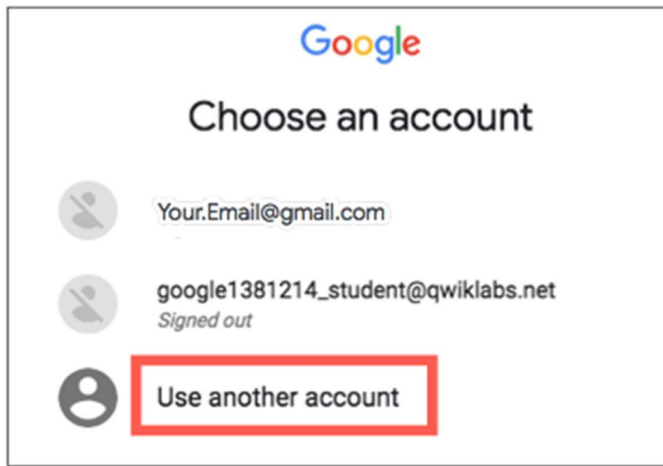 Google
Choose an account
Your.Email@gmail.com
google1381214_student@qwiklabs.net
Signed out
Use another account